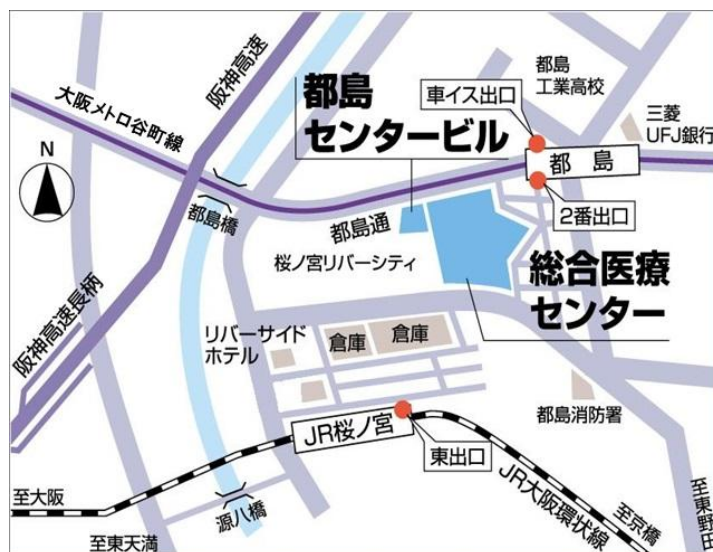 阪神高速
大阪メトロ谷町線
都島
センタービル
車イス出口
都島
工業高校
三菱
UFJ銀行
N
都島
2番出口
都島橋
都島通
桜ノ宮リバーシティ
総合医療
センター
阪神高速長柄
リバーサイド
ホテル
倉庫
倉庫
都島消防署
JR桜ノ宮
東出口
JR大阪環状線
至大阪
源八橋
至東天満
至京橋
至東野田